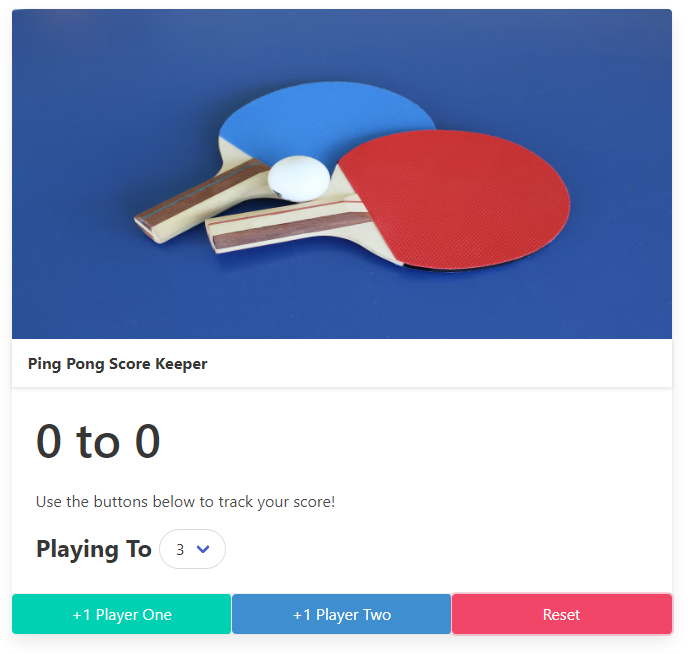 Ping Pong Score Keeper
0 to 0
Use the buttons below to track your score!
Playing To 3
+1 Player One +1 Player Two Reset